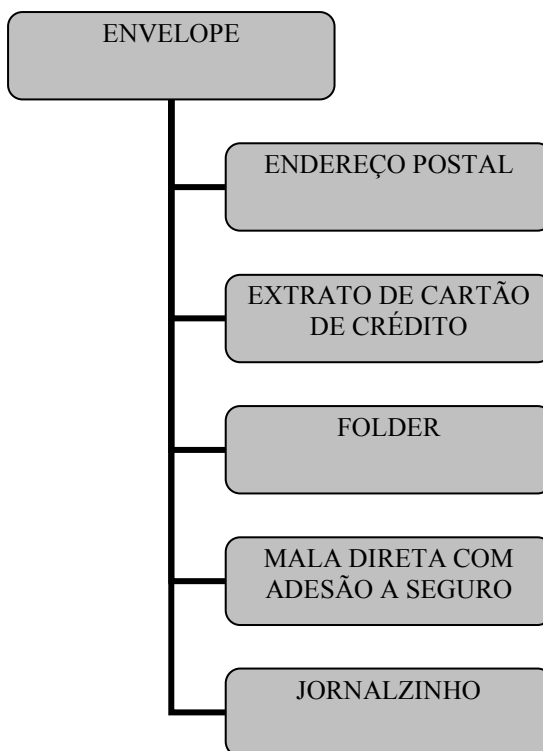 ENVELOPE
ENDEREÇO POSTAL
EXTRATO DE CARTÃO
DE CRÉDITO
FOLDER
MALA DIRETA COM
ADESÃO A SEGURO
JORNALZINHO